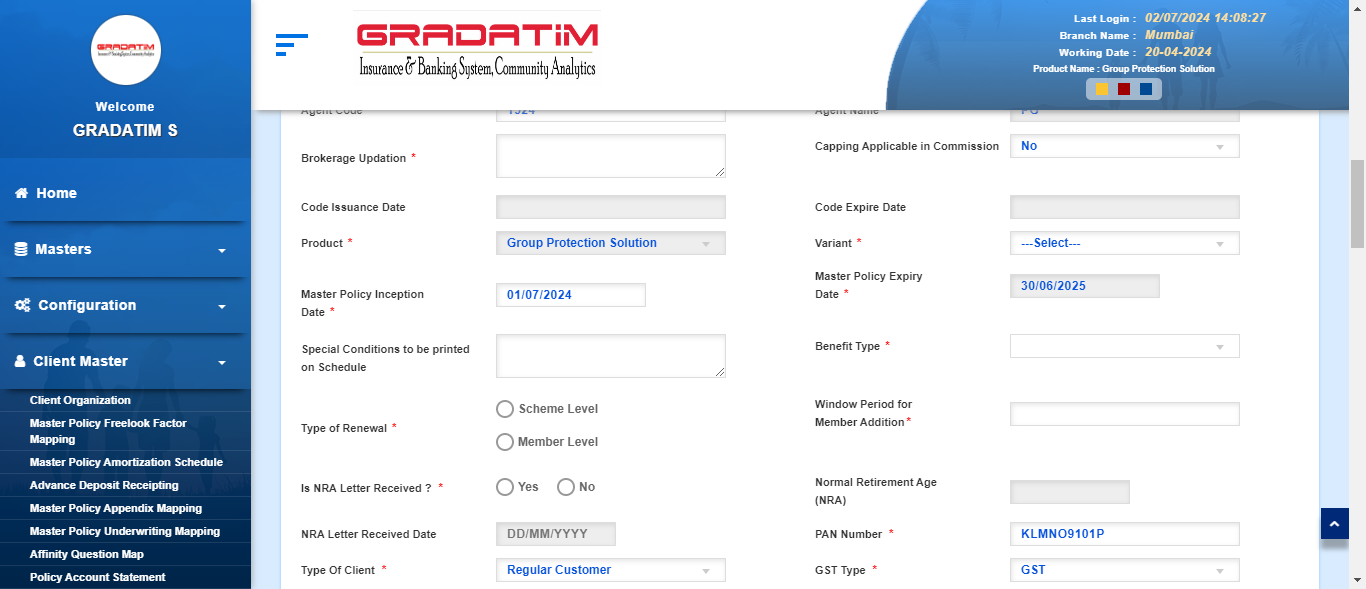 GRADATIM
Insurance & Banking System, Community Analytics
Welcome
GRADATIM S
Home
Masters
Configuration
Client Master
Client Organization
Master Policy Freelook Factor
Mapping
Master Policy Amortization Schedule
Advance Deposit Receipting
Master Policy Appendix Mapping
Master Policy Underwriting Mapping
Affinity Question Map
Policy Account Statement
GRADATIM
Insurance & Banking System, Community Analytics
Last Login : 02/07/2024 14:08:27
Branch Name : Mumbai
Working Date : 20-04-2024
Product Name : Group Protection Solution
Agent Code 1524 Agent Name PG
Brokerage Updation * Capping Applicable in Commission No
Code Issuance Date Code Expire Date
Product * Group Protection Solution Variant * ---Select---
Master Policy Inception
Date * 01/07/2024
Master Policy Expiry
Date * 30/06/2025
Special Conditions to be printed
on Schedule
Benefit Type *
Type of Renewal *
Scheme Level
Member Level
Window Period for
Member Addition *
Is NRA Letter Received ? * Yes No
Normal Retirement Age
(NRA)
NRA Letter Received Date DD/MM/YYYY PAN Number * KLMNO9101P
Type Of Client * Regular Customer GST Type * GST